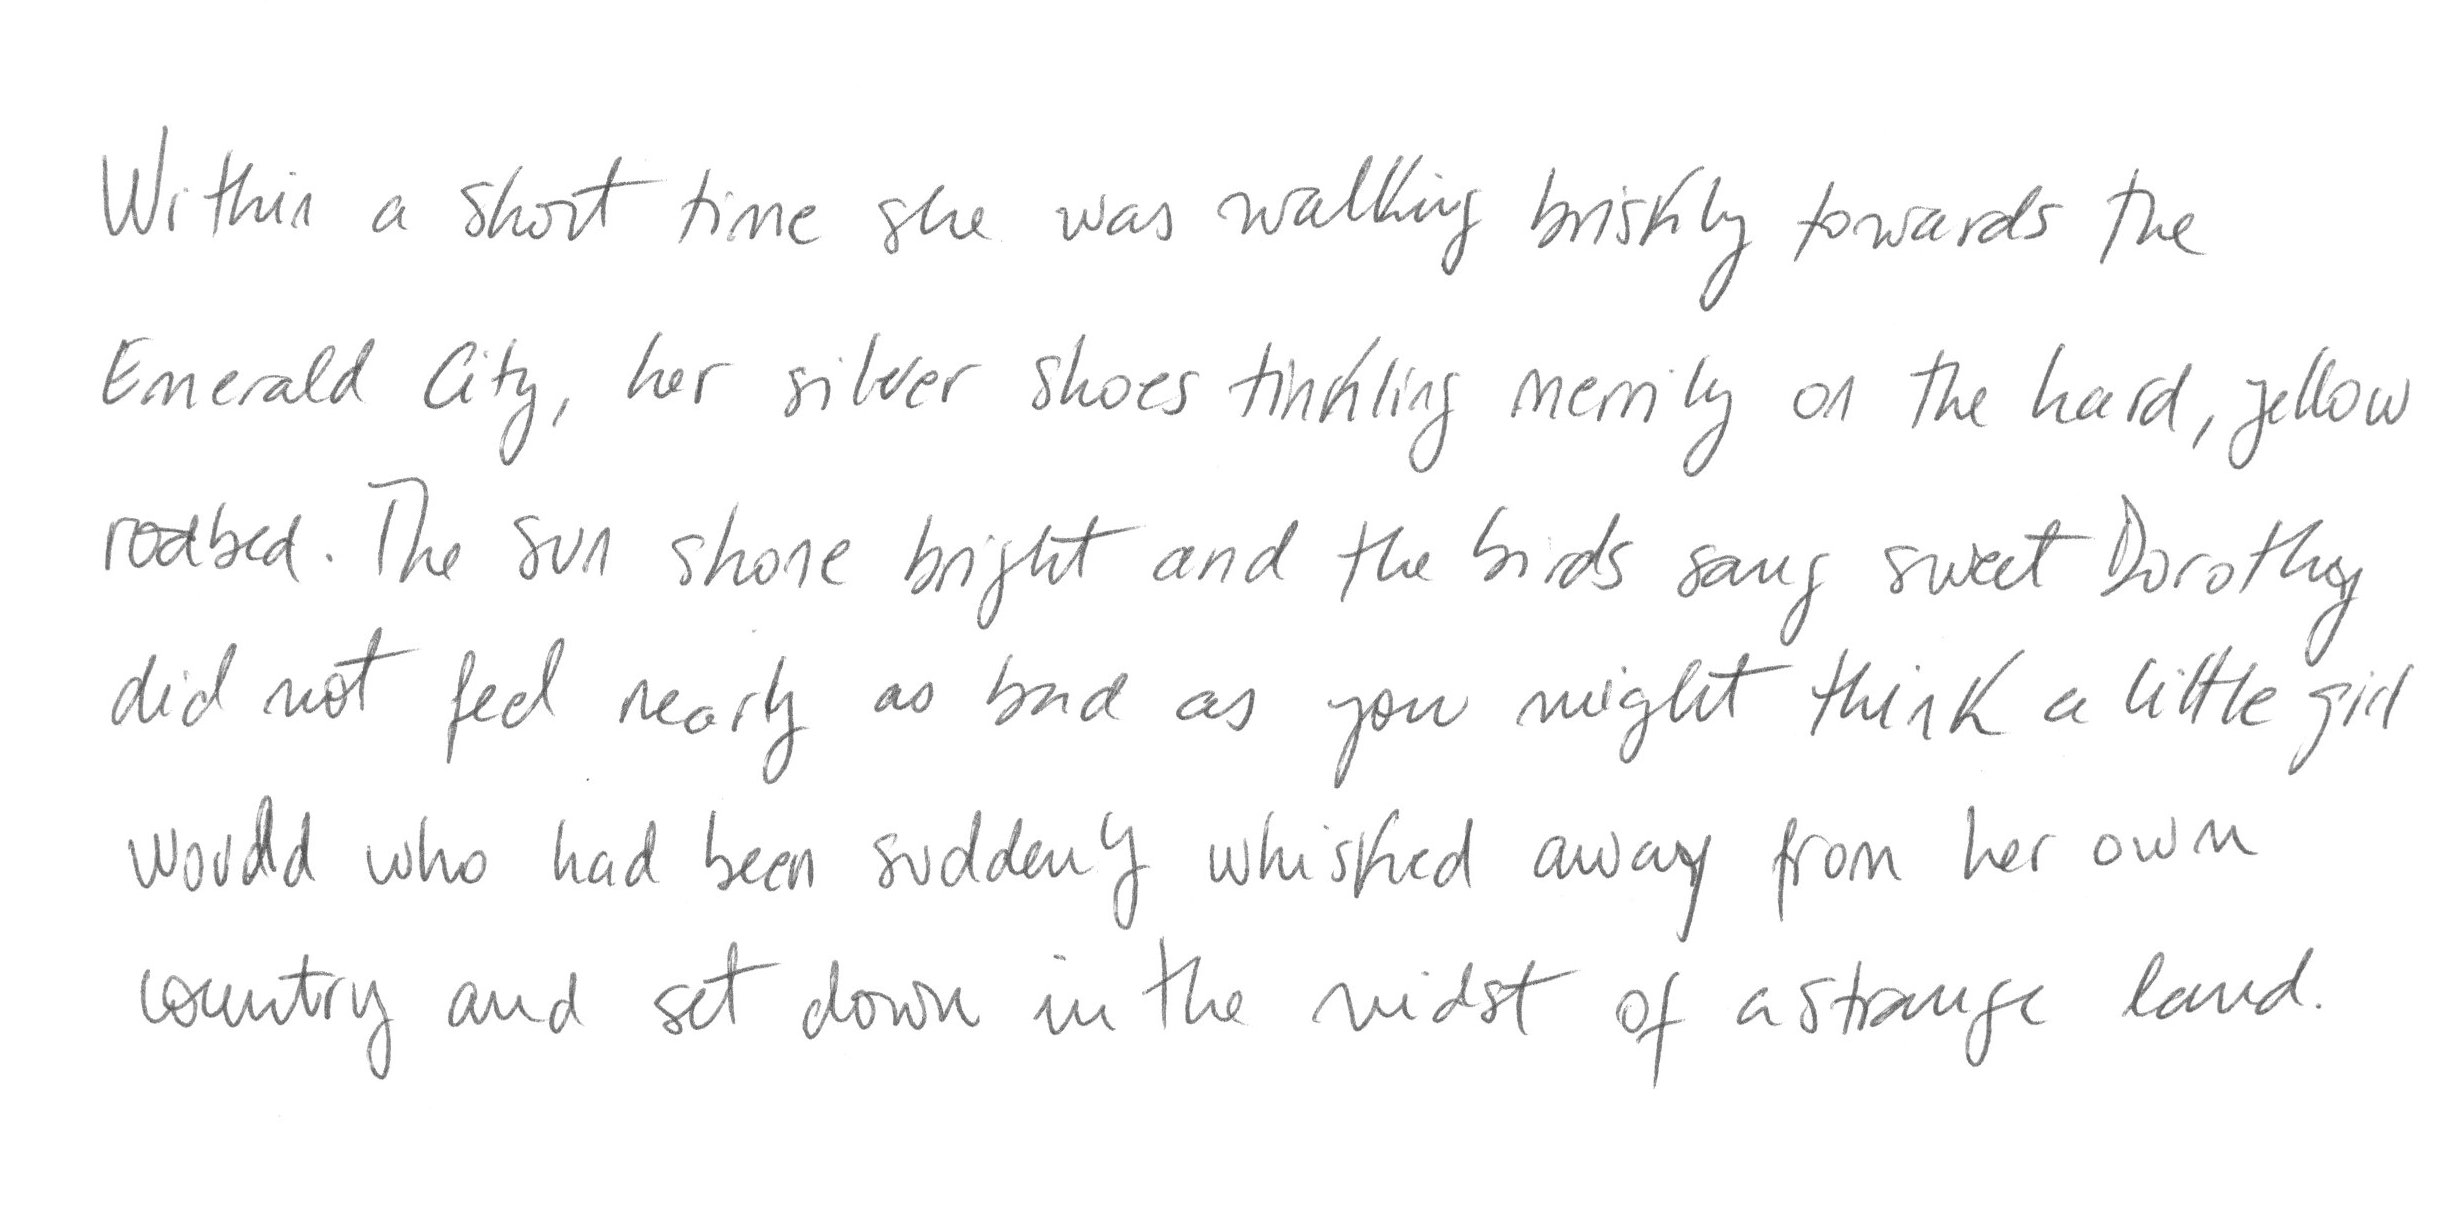 Within a short time she was walking briskly towards the
Emerald City, her silver shoes tinkling merrily on the hard, yellow
roadbed. The sun shone bright and the birds sang sweet Dorothy
did not feel nearly as bad as you might think a little girl
would who had been suddenly whisked away from her own
country and set down in the midst of a strange land.